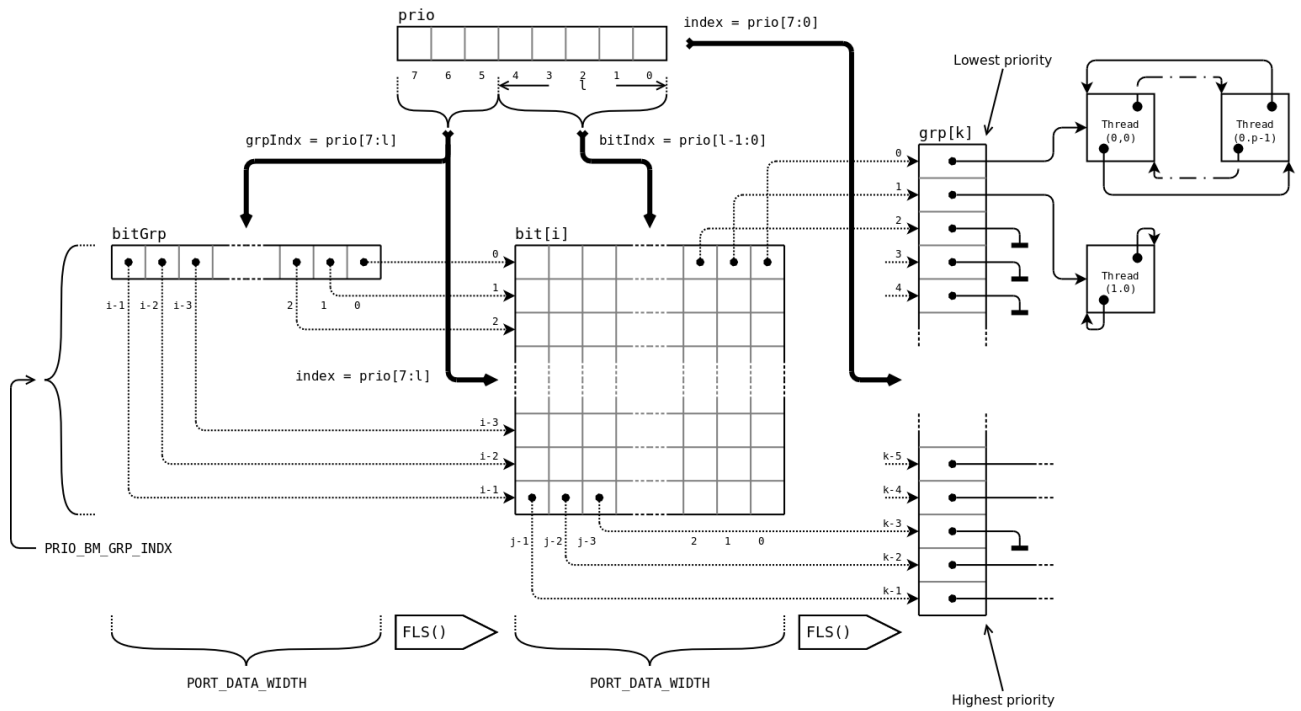 prio
index = prio[7:0]
7 6 5 4 3 2 1 0
l
Lowest priority
grpIndx = prio[7:l]
bitIndx = prio[l-1:0]
grp[k]
Thread
(0,0)
Thread
(0.p-1)
0
1
2
3
4
bitGrp
bit[i]
i-1 i-2 i-3 2 1 0
0
1
2
Thread
(1.0)
index = prio[7:l]
i-3
i-2
i-1
j-1 j-2 j-3 2 1 0
k-5
k-4
k-3
k-2
k-1
PRIO_BM_GRP_INDX
FLS()
FLS()
PORT_DATA_WIDTH
PORT_DATA_WIDTH
Highest priority